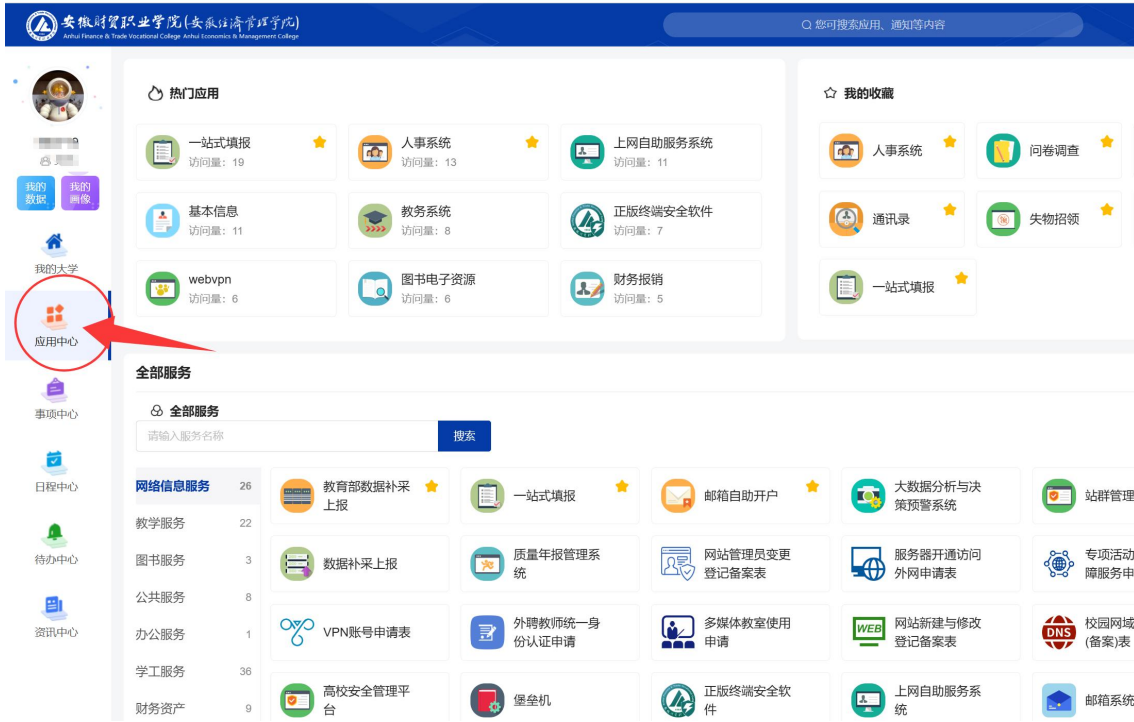 安徽财贸职业学院(安徽经济管理学院)
Anhui Finance & Trade Vocational College Anhui Economics & Management College
您可搜索应用、通知等内容
我的数据
我的画像
我的大学
应用中心
事项中心
日程中心
待办中心
资讯中心
热门应用
一站式填报
访问量: 19
人事系统
访问量: 13
上网自助服务系统
访问量: 11
基本信息
访问量: 11
教务系统
访问量: 8
正版终端安全软件
访问量: 7
webvpn
访问量: 6
图书电子资源
访问量: 6
财务报销
访问量: 5
我的收藏
人事系统
问卷调查
通讯录
失物招领
一站式填报
全部服务
全部服务
请输入服务名称
搜索
网络信息服务 26
教学服务 22
图书服务 3
公共服务 8
办公服务 1
学工服务 36
财务资产 9
教育部数据补采
上报
一站式填报
邮箱自助开户
大数据分析与决
策预警系统
站群管理
数据补采上报
质量年报管理系
统
网站管理员变更
登记备案表
服务器开通访问
外网申请表
专项活动
障服务申
VPN账号申请表
外聘教师统一身
份认证申请
多媒体教室使用
申请
WEB
网站新建与修改
登记备案表
DNS
校园网域
(备案)表
高校安全管理平
台
堡垒机
正版终端安全软
件
上网自助服务系
统
邮箱系统